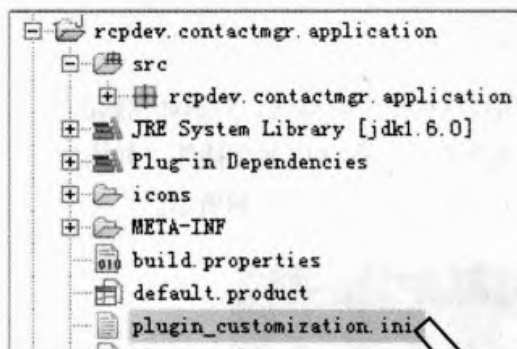 rcpdev.contactmgr.application
src
rcpdev.contactmgr.application
JRE System Library [jdk1.6.0]
Plug-in Dependencies
icons
META-INF
build.properties
default.product
plugin_customization.ini